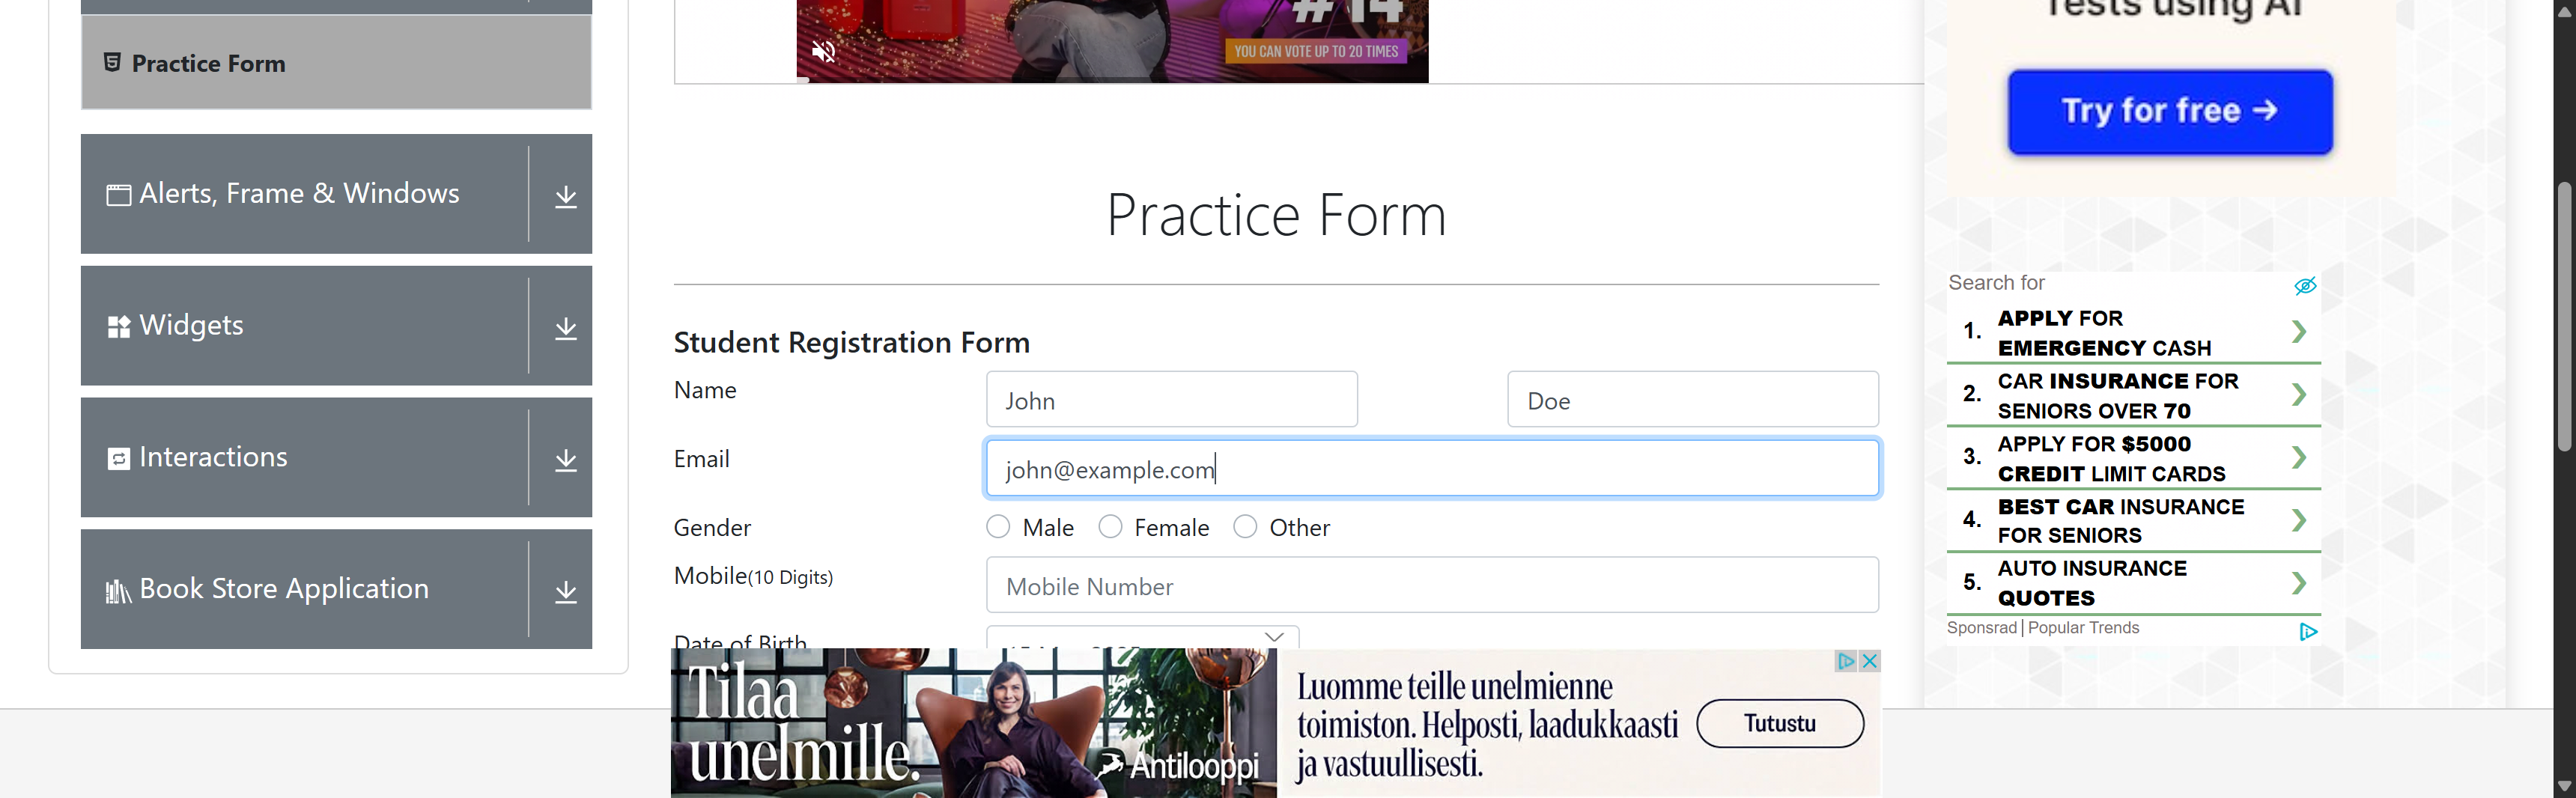 Practice Form
Alerts, Frame & Windows
Widgets
Interactions
Book Store Application
#14
YOU CAN VOTE UP TO 20 TIMES
Practice Form
Student Registration Form
Name
John
Doe
Email
john@example.com
Gender
Male
Female
Other
Mobile(10 Digits)
Mobile Number
Date of Birth
Tilaa
unelmille.
Antilooppi
Luomme teille unelmienne
toimiston. Helposti, laadukkaasti
ja vastuullisesti.
Tutustu
Tests using AI
Try for free →
Search for
1. APPLY FOR
EMERGENCY CASH
2. CAR INSURANCE FOR
SENIORS OVER 70
3. APPLY FOR $5000
CREDIT LIMIT CARDS
4. BEST CAR INSURANCE
FOR SENIORS
5. AUTO INSURANCE
QUOTES
Sponsrad | Popular Trends